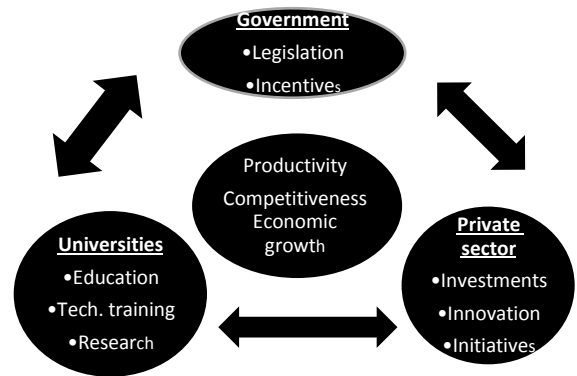 Government
•Legislation
•Incentives
Productivity
Competitiveness
Economic
growth
Universities
•Education
•Tech. training
•Research
Private
sector
•Investments
•Innovation
•Initiatives